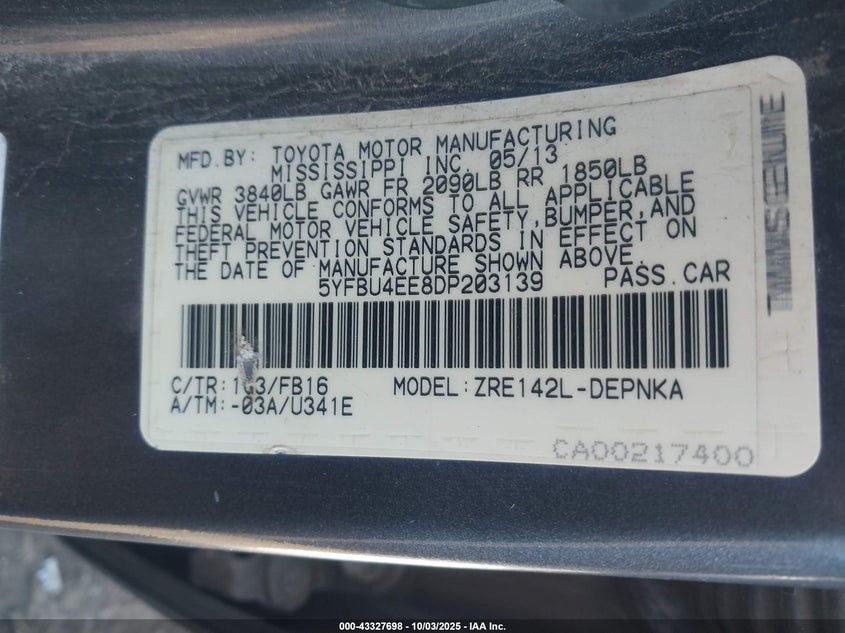 MFD.BY: TOYOTA MOTOR MANUFACTURING
MISSISSIPPI INC. 05/13
GVWR 3840LB GAWR FR 2090LB RR 1850LB
THIS VEHICLE CONFORMS TO ALL APPLICABLE
FEDERAL MOTOR VEHICLE SAFETY, BUMPER, AND
THEFT PREVENTION STANDARDS IN EFFECT ON
THE DATE OF MANUFACTURE SHOWN ABOVE.
5YFBU4EE8DP203139 PASS.CAR
C/TR: /FB16 MODEL: ZRE142L-DEPNKA
A/TM: -03A/U341E
CA00217400
000-43327698 - 10/03/2025 - IAA Inc.